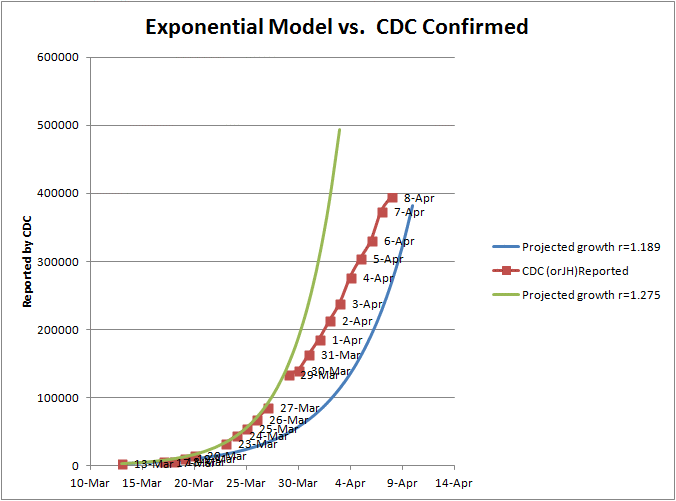 Exponential Model vs.  CDC Confirmed
600000
500000
400000
300000
200000
100000
0
Reported by CDC
8-Apr
7-Apr
6-Apr
5-Apr
4-Apr
3-Apr
2-Apr
1-Apr
31-Mar
30-Mar
29-Mar
27-Mar
26-Mar
25-Mar
24-Mar
23-Mar
20-Mar
13-Mar
10-Mar
15-Mar
20-Mar
25-Mar
30-Mar
4-Apr
9-Apr
14-Apr
Projected growth r=1.189
CDC (orJH)Reported
Projected growth r=1.275